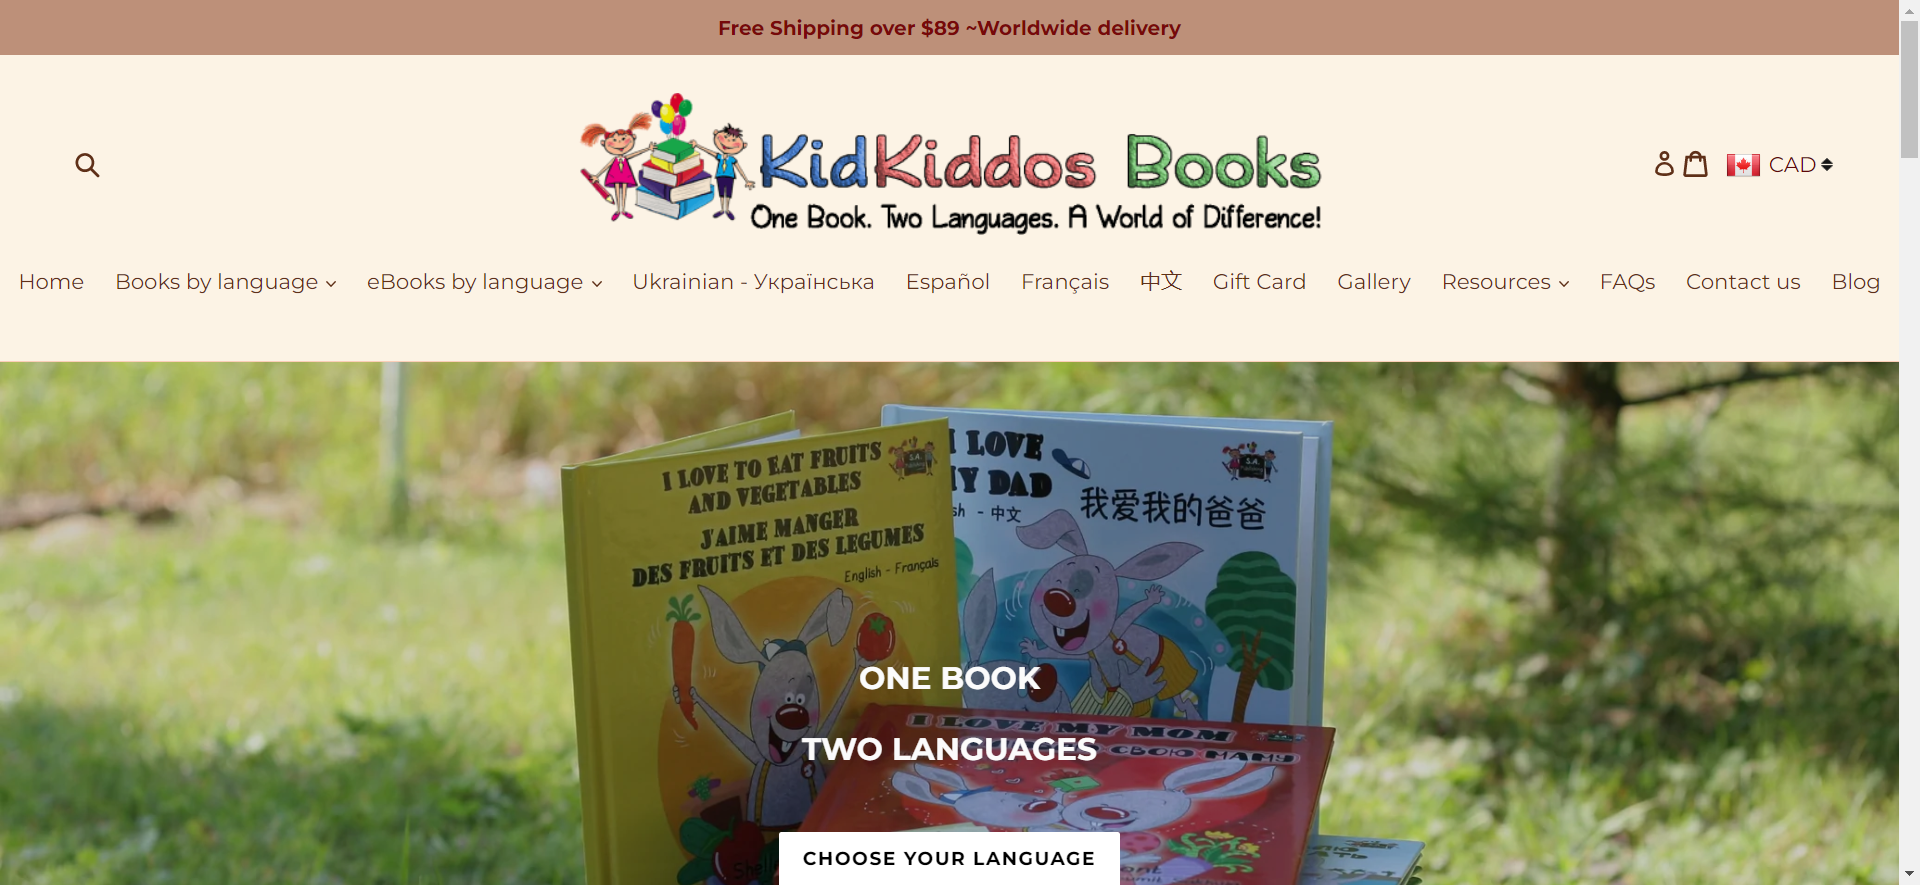 Free Shipping over $89 ~Worldwide delivery
KidKiddos Books
One Book. Two Languages. A World of Difference!
CAD
Home Books by language eBooks by language Ukrainian - Українська Español Français 中文 Gift Card Gallery Resources FAQs Contact us Blog
I LOVE TO EAT FRUITS
AND VEGETABLES
J'AIME MANGER
DES FRUITS ET DES LEGUMES
English - Français
I LOVE
MY DAD
- 中文
我爱我的爸爸
ONE BOOK
TWO LANGUAGES
I LOVE MY MOM
СВОЮ МАМУ
CHOOSE YOUR LANGUAGE